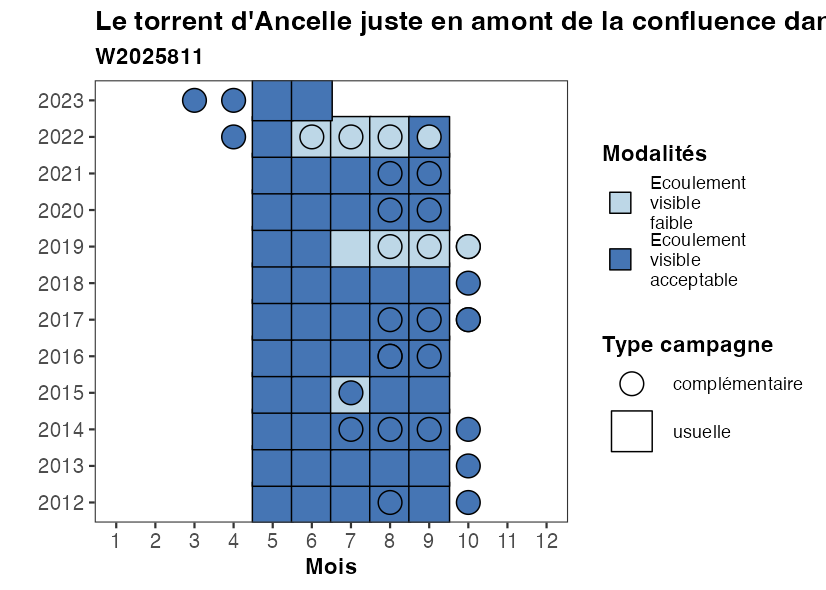 Le torrent d'Ancelle juste en amont de la confluence dan
W2025811
2023
2022
2021
2020
2019
2018
2017
2016
2015
2014
2013
2012
1 2 3 4 5 6 7 8 9 10 11 12
Mois
Modalités
Ecoulement
visible
faible
Ecoulement
visible
acceptable
Type campagne
complémentaire
usuelle